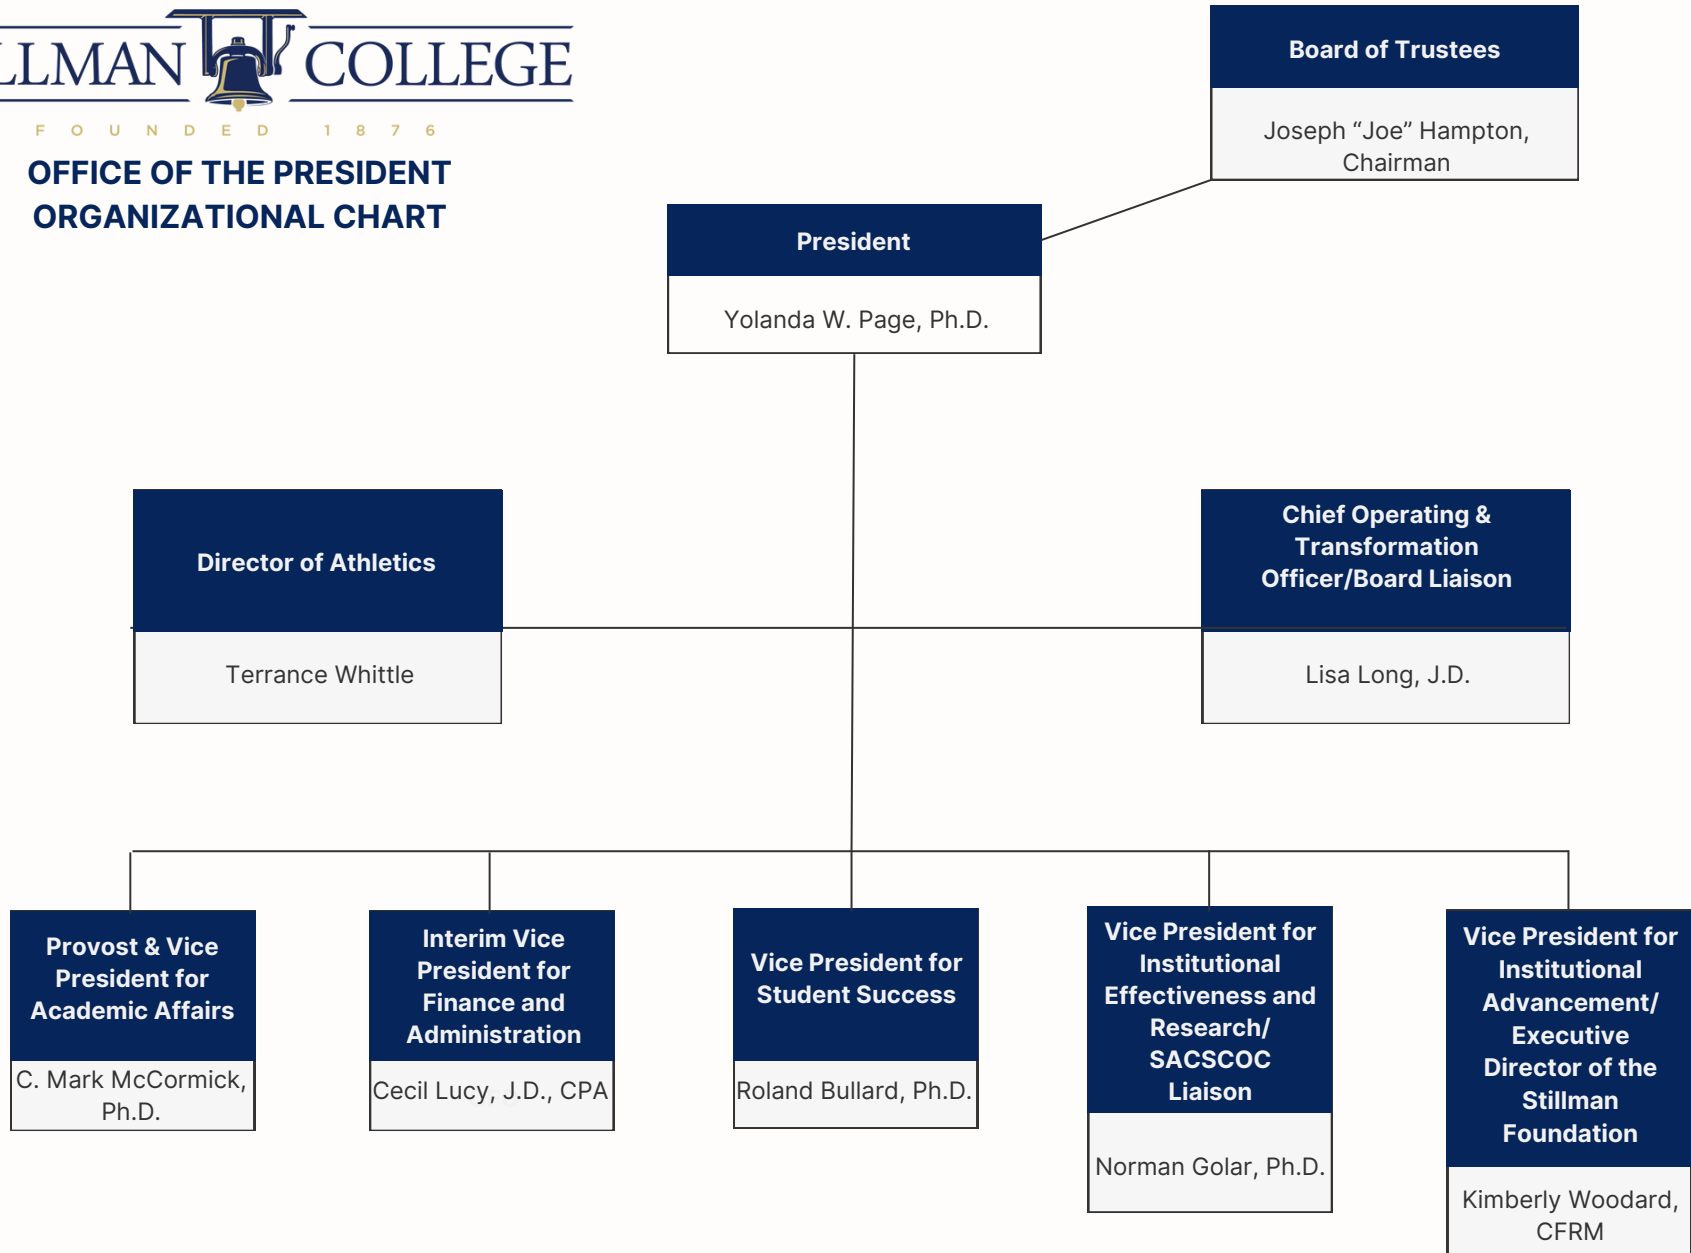 LLMAN COLLEGE
FOUNDED 1876
OFFICE OF THE PRESIDENT
ORGANIZATIONAL CHART
Board of Trustees
Joseph “Joe” Hampton,
Chairman
President
Yolanda W. Page, Ph.D.
Director of Athletics
Terrance Whittle
Chief Operating &
Transformation
Officer/Board Liaison
Lisa Long, J.D.
Provost & Vice
President for
Academic Affairs
C. Mark McCormick,
Ph.D.
Interim Vice
President for
Finance and
Administration
Cecil Lucy, J.D., CPA
Vice President for
Student Success
Roland Bullard, Ph.D.
Vice President for
Institutional
Effectiveness and
Research/
SACSCOC
Liaison
Norman Golar, Ph.D.
Vice President for
Institutional
Advancement/
Executive
Director of the
Stillman
Foundation
Kimberly Woodard,
CFRM